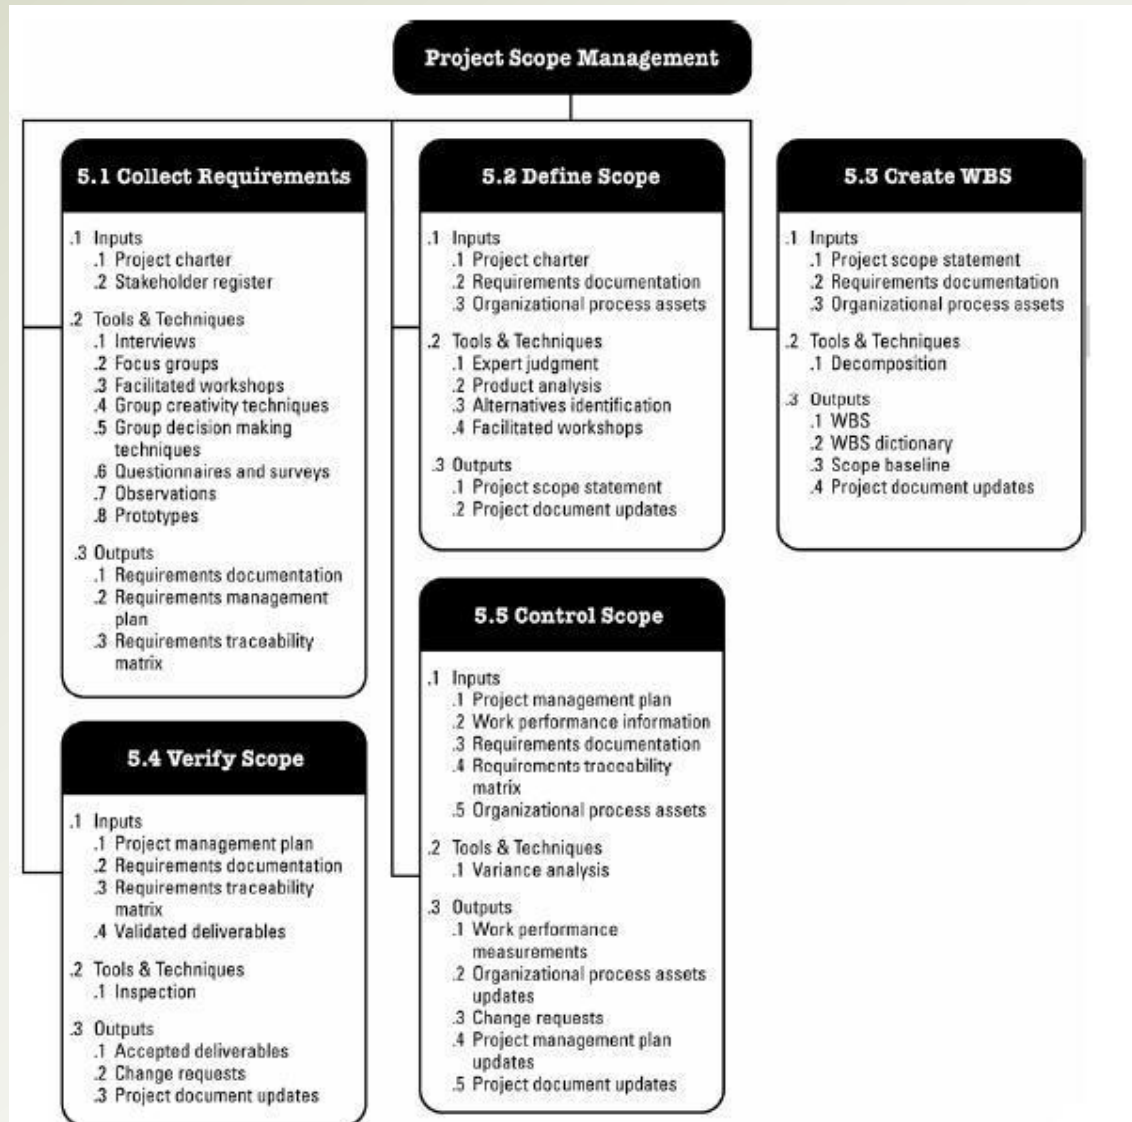 Project Scope Management
5.1 Collect Requirements
.1 Inputs
.1 Project charter
.2 Stakeholder register
.2 Tools & Techniques
.1 Interviews
.2 Focus groups
.3 Facilitated workshops
.4 Group creativity techniques
.5 Group decision making
techniques
.6 Questionnaires and surveys
.7 Observations
.8 Prototypes
.3 Outputs
.1 Requirements documentation
.2 Requirements management
plan
.3 Requirements traceability
matrix
5.2 Define Scope
.1 Inputs
.1 Project charter
.2 Requirements documentation
.3 Organizational process assets
.2 Tools & Techniques
.1 Expert judgment
.2 Product analysis
.3 Alternatives identification
.4 Facilitated workshops
.3 Outputs
.1 Project scope statement
.2 Project document updates
5.3 Create WBS
.1 Inputs
.1 Project scope statement
.2 Requirements documentation
.3 Organizational process assets
.2 Tools & Techniques
.1 Decomposition
.3 Outputs
.1 WBS
.2 WBS dictionary
.3 Scope baseline
.4 Project document updates
5.4 Verify Scope
.1 Inputs
.1 Project management plan
.2 Requirements documentation
.3 Requirements traceability
matrix
.4 Validated deliverables
.2 Tools & Techniques
.1 Inspection
.3 Outputs
.1 Accepted deliverables
.2 Change requests
.3 Project document updates
5.5 Control Scope
.1 Inputs
.1 Project management plan
.2 Work performance information
.3 Requirements documentation
.4 Requirements traceability
matrix
.5 Organizational process assets
.2 Tools & Techniques
.1 Variance analysis
.3 Outputs
.1 Work performance
measurements
.2 Organizational process assets
updates
.3 Change requests
.4 Project management plan
updates
.5 Project document updates